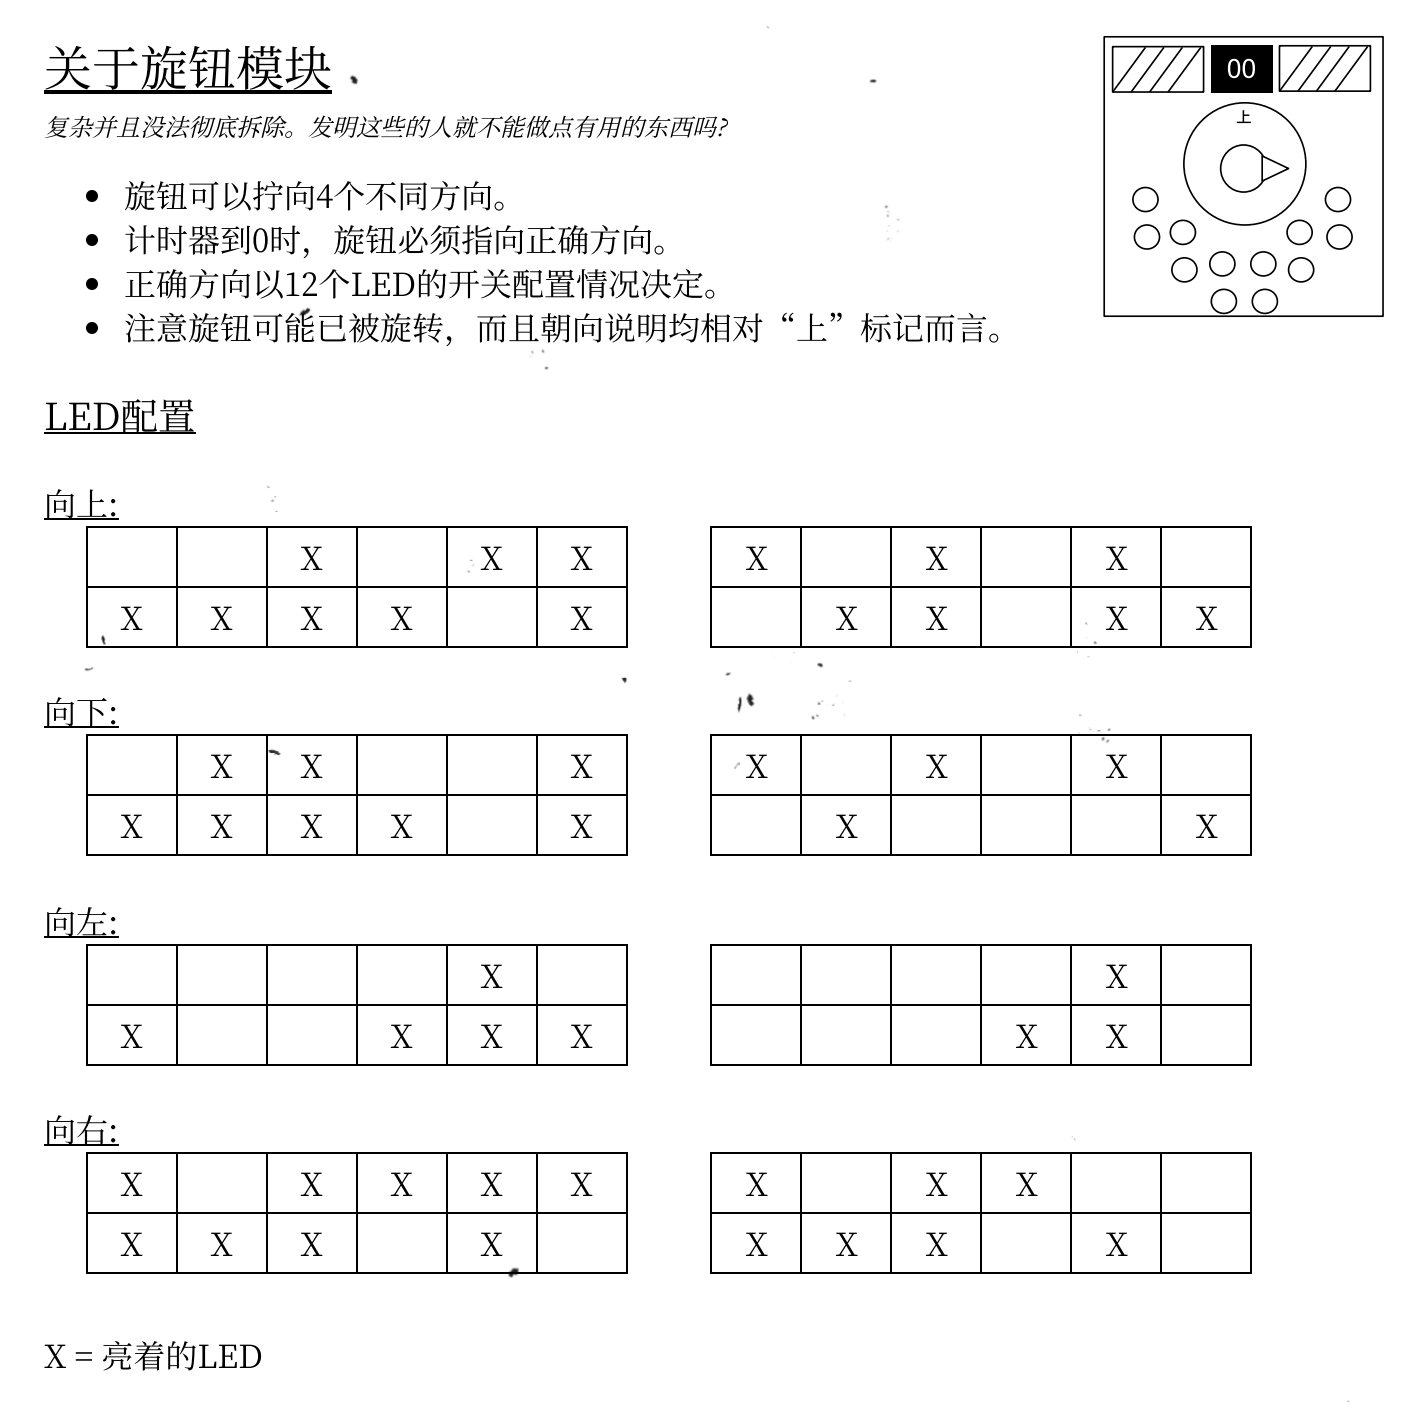 关于旋钮模块
00
上
复杂并且没法彻底拆除。发明这些的人就不能做点有用的东西吗?
旋钮可以拧向4个不同方向。
计时器到0时，旋钮必须指向正确方向。
正确方向以12个LED的开关配置情况决定。
注意旋钮可能已被旋转，而且朝向说明均相对“上”标记而言。
LED配置
向上:
X X X X X X
X X X X X X X X X
向下:
X X X X X X
X X X X X X X
向左:
X X
X X X X X X
向右:
X X X X X X X X
X X X X X X X X
X = 亮着的LED